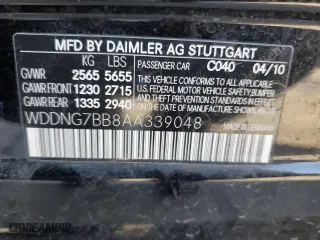 MFD BY DAIMLER AG STUTTGART
KG LBS PASSENGER CAR C040 04/10
GVWR 2565 5655
GAWR FRONT 1230 2715
GAWR REAR 1335 2940
WDDNG7BB8AA339048
THIS VEHICLE CONFORMS TO ALL
APPLICABLE U.S. FEDERAL MOTOR
VEHICLE SAFETY BUMPER AND
THEFT PREVENTION STANDARDS
IN EFFECT ON THE DATE OF
MANUFACTURE SHOWN ABOVE
MADE IN GERMANY
DREAMBID